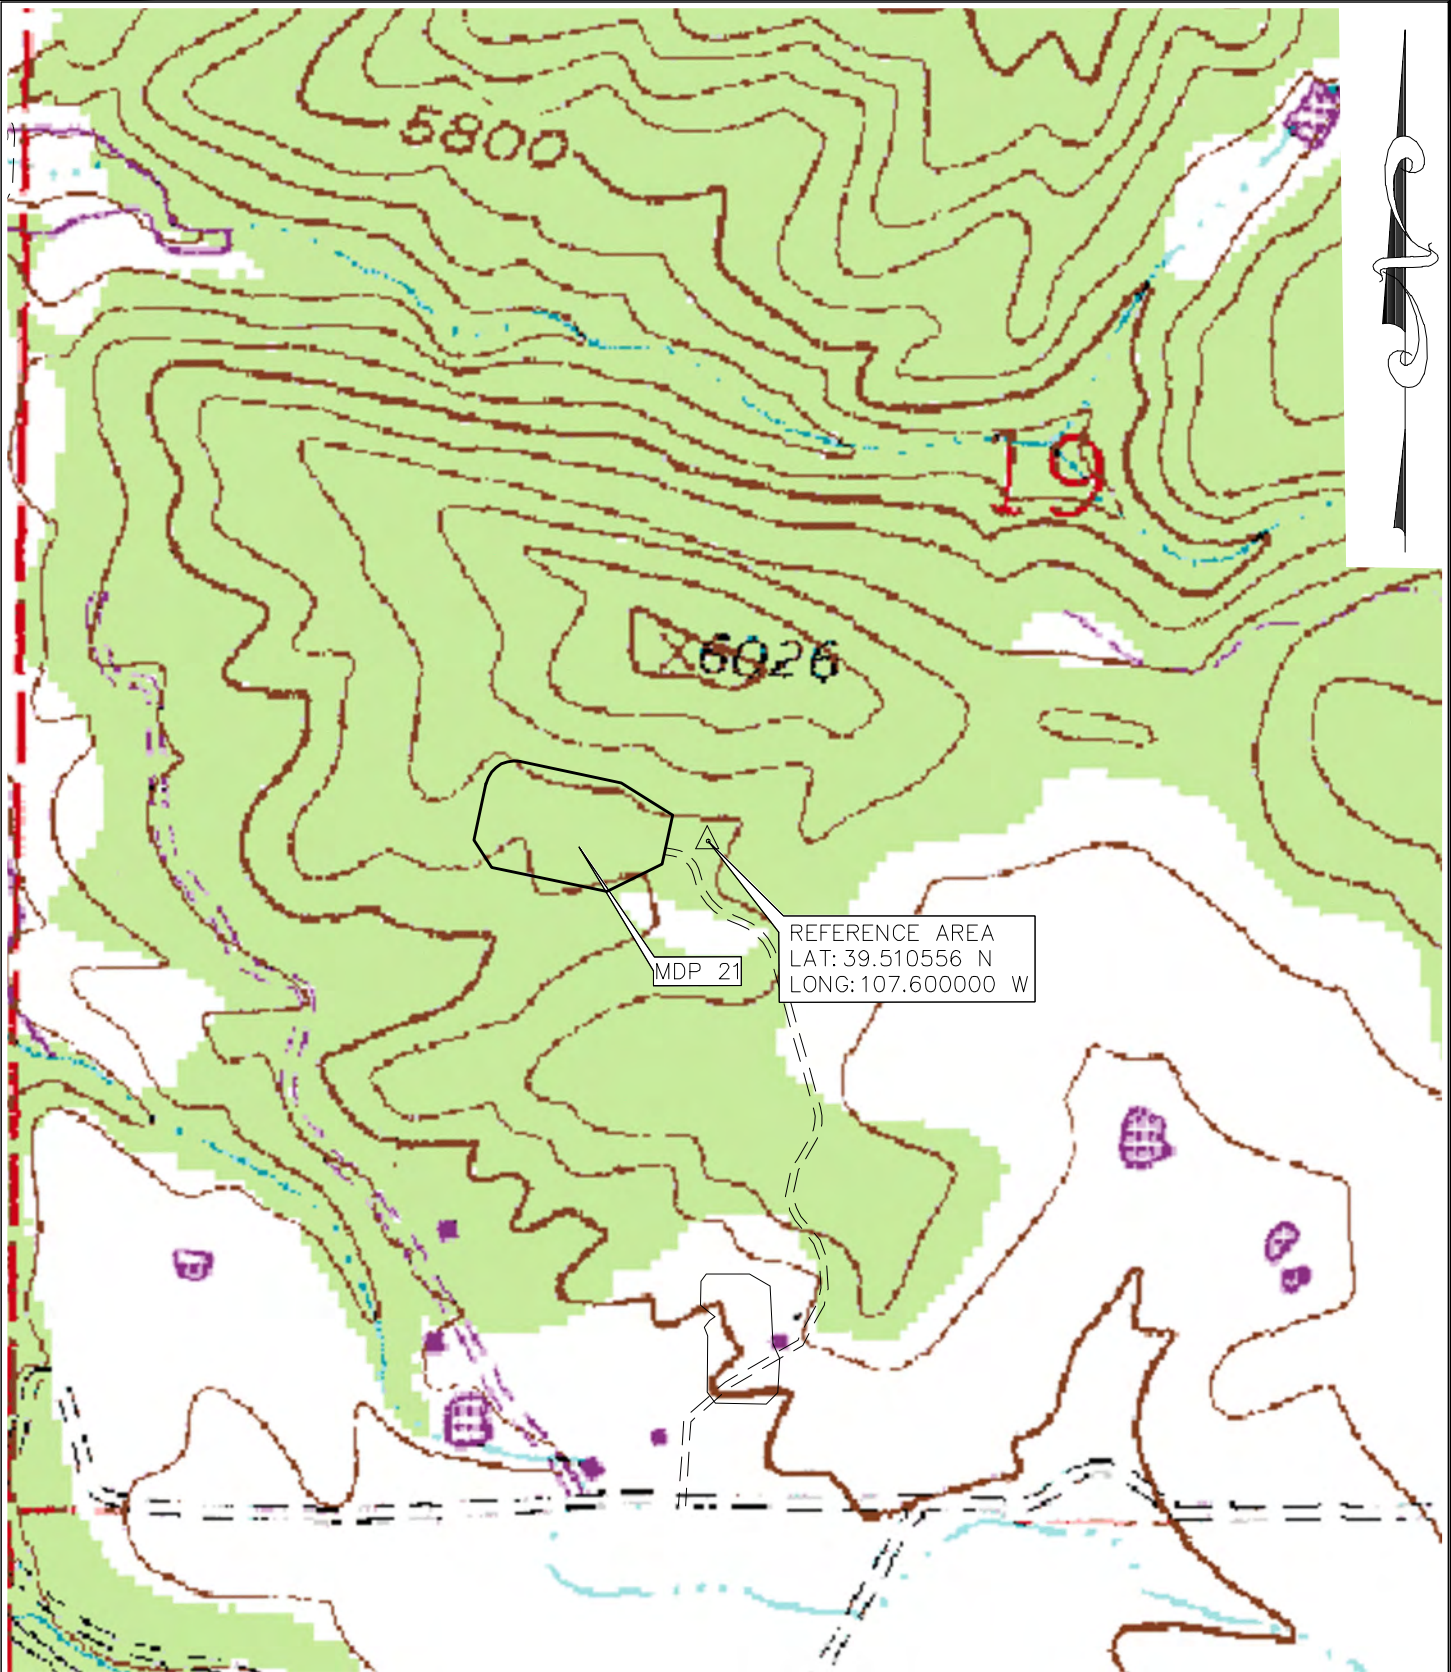 5800
19
×6026
REFERENCE AREA
LAT: 39.510556 N
LONG: 107.600000 W
MDP 21